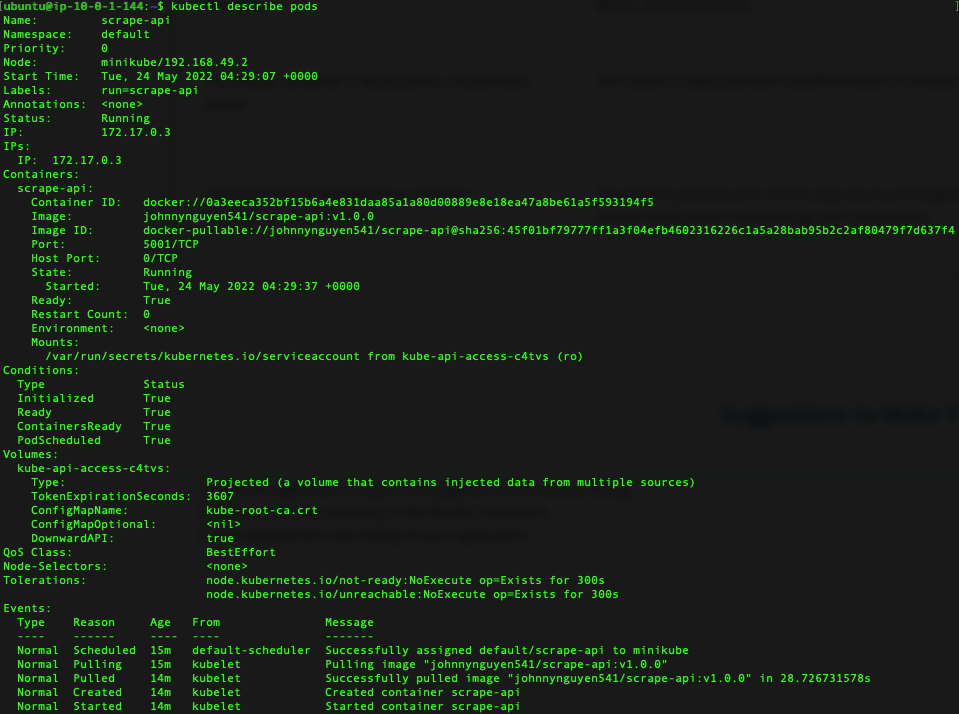 [ubuntu@ip-10-0-1-144:~$ kubectl describe pods ]
Name:         scrape-api
Namespace:    default
Priority:     0
Node:         minikube/192.168.49.2
Start Time:   Tue, 24 May 2022 04:29:07 +0000
Labels:       run=scrape-api
Annotations:  <none>
Status:       Running
IP:           172.17.0.3
IPs:
  IP:  172.17.0.3
Containers:
  scrape-api:
    Container ID:   docker://0a3eeca352bf15b6a4e831daa85a1a80d00889e8e18ea47a8be61a5f593194f5
    Image:          johnnynguyen541/scrape-api:v1.0.0
    Image ID:       docker-pullable://johnnynguyen541/scrape-api@sha256:45f01bf79777ff1a3f04efb4602316226c1a5a28bab95b2c2af80479f7d637f4
    Port:           5001/TCP
    Host Port:      0/TCP
    State:          Running
      Started:      Tue, 24 May 2022 04:29:37 +0000
    Ready:          True
    Restart Count:  0
    Environment:    <none>
    Mounts:
      /var/run/secrets/kubernetes.io/serviceaccount from kube-api-access-c4tvs (ro)
Conditions:
  Type              Status
  Initialized       True
  Ready             True
  ContainersReady   True
  PodScheduled      True
Volumes:
  kube-api-access-c4tvs:
    Type:                    Projected (a volume that contains injected data from multiple sources)
    TokenExpirationSeconds:  3607
    ConfigMapName:           kube-root-ca.crt
    ConfigMapOptional:       <nil>
    DownwardAPI:             true
QoS Class:                   BestEffort
Node-Selectors:              <none>
Tolerations:                 node.kubernetes.io/not-ready:NoExecute op=Exists for 300s
                             node.kubernetes.io/unreachable:NoExecute op=Exists for 300s
Events:
  Type    Reason     Age   From               Message
  ----    ------     ----  ----               -------
  Normal  Scheduled  15m   default-scheduler  Successfully assigned default/scrape-api to minikube
  Normal  Pulling    15m   kubelet            Pulling image "johnnynguyen541/scrape-api:v1.0.0"
  Normal  Pulled     14m   kubelet            Successfully pulled image "johnnynguyen541/scrape-api:v1.0.0" in 28.726731578s
  Normal  Created    14m   kubelet            Created container scrape-api
  Normal  Started    14m   kubelet            Started container scrape-api